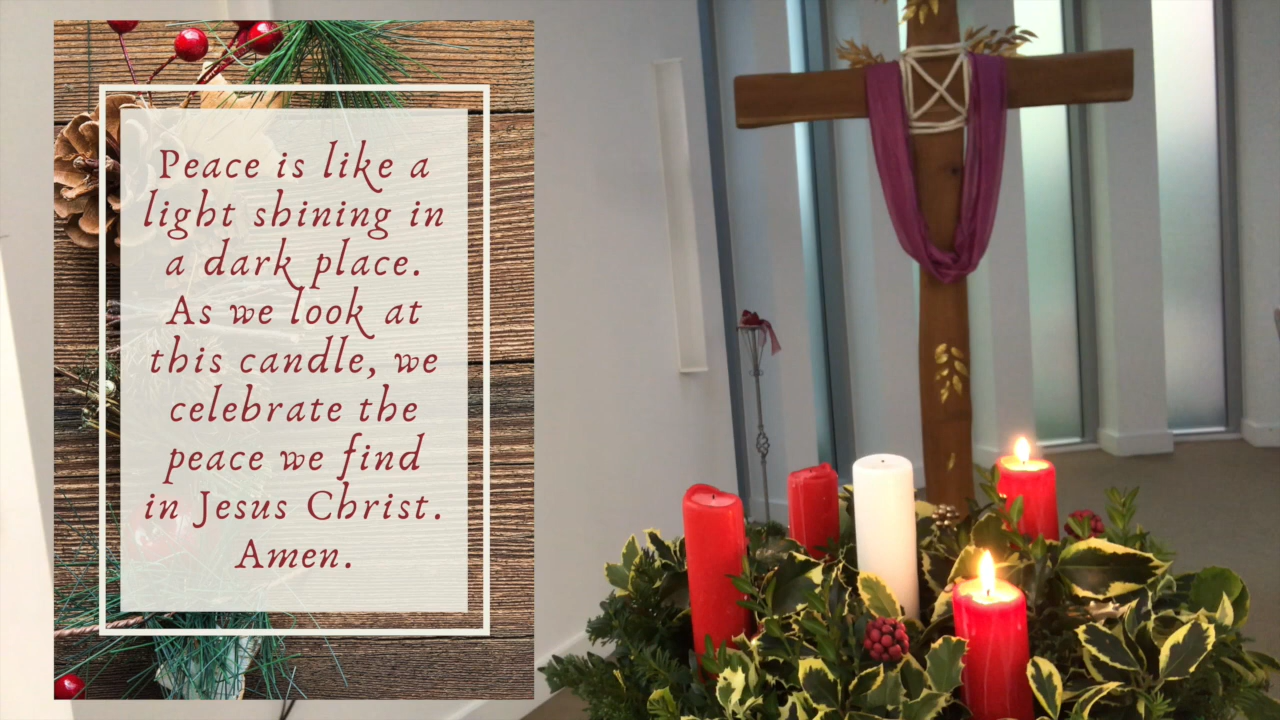 Peace is like a
light shining in
a dark place.
As we look at
this candle, we
celebrate the
peace we find
in Jesus Christ.
Amen.